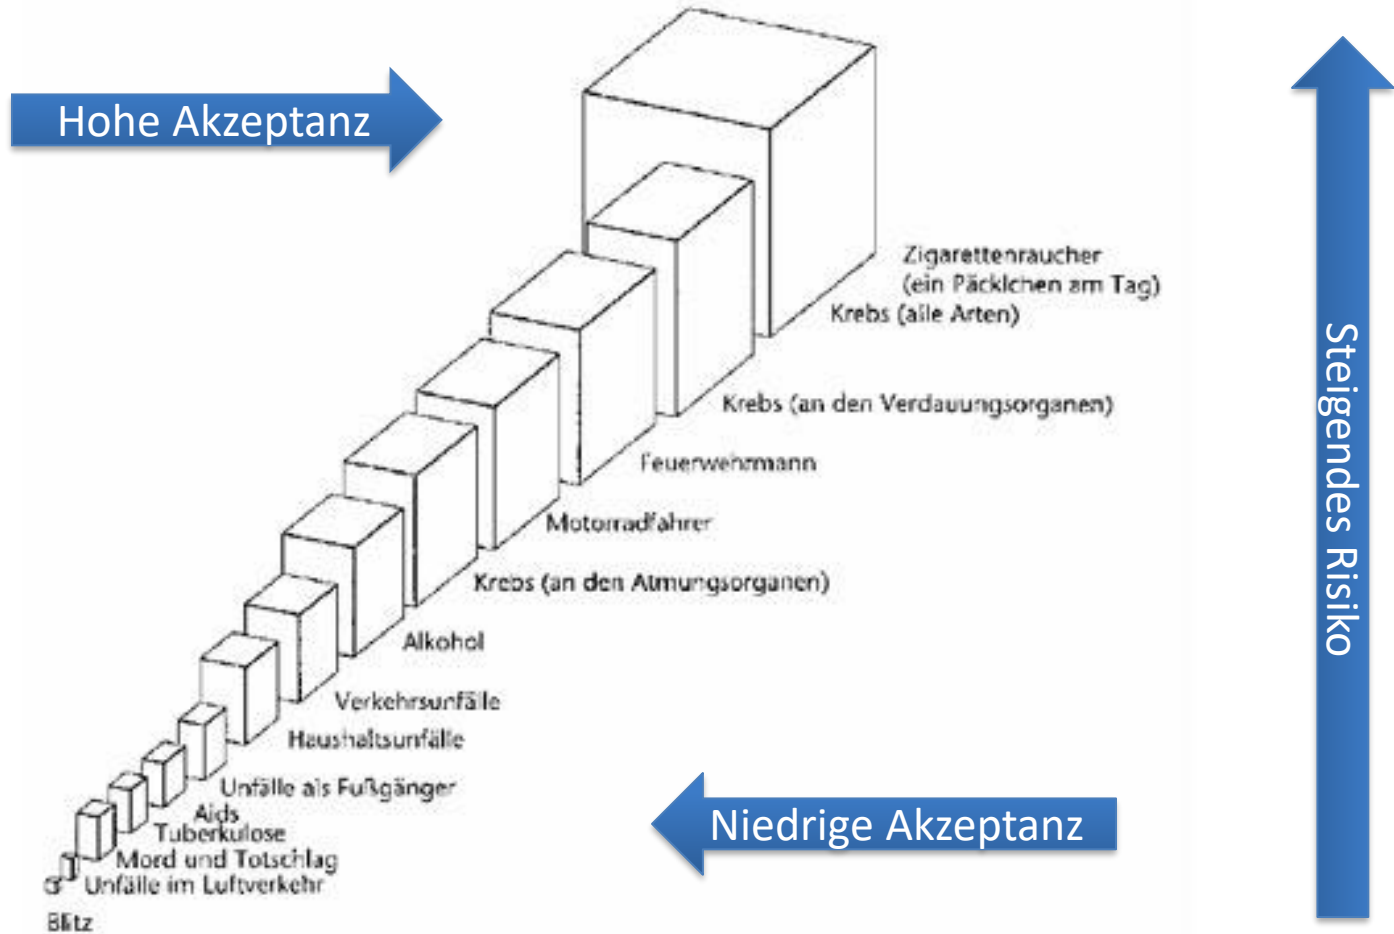 Hohe Akzeptanz
Zigarettenraucher
(ein Päcklchen am Tag)
Krebs (alle Arten)
Krebs (an den Verdauungsorganen)
Feuerwehrmann
Motorradfahrer
Krebs (an den Atmungsorganen)
Alkohol
Verkehrsunfälle
Haushaltsunfälle
Unfälle als Fußgänger
Aids
Tuberkulose
Mord und Totschlag
Unfälle im Luftverkehr
Blitz
Niedrige Akzeptanz
Steigendes Risiko